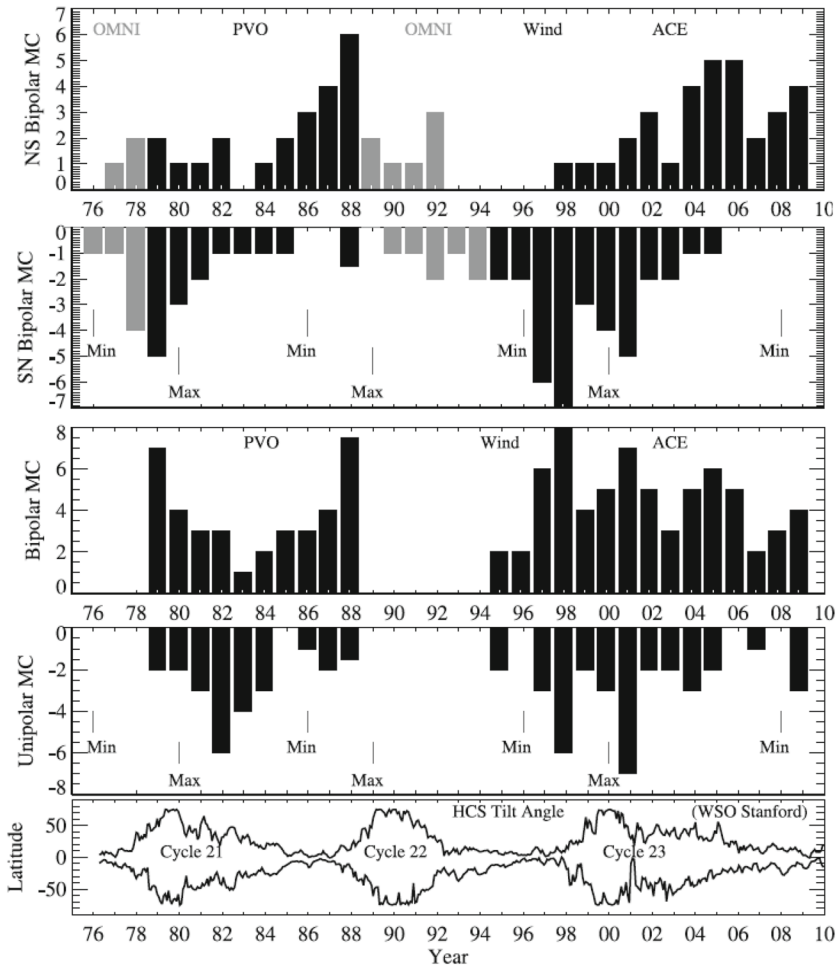 NS Bipolar MC
7
6
5
4
3
2
1
0
OMNI PVO OMNI Wind ACE
76 78 80 82 84 86 88 90 92 94 96 98 00 02 04 06 08 10
SN Bipolar MC
0
-1
-2
-3
-4
-5
-6
-7
Min Min Min Min
Max Max Max
Bipolar MC
8
6
4
2
0
PVO Wind ACE
76 78 80 82 84 86 88 90 92 94 96 98 00 02 04 06 08 10
Unipolar MC
0
-2
-4
-6
-8
Min Min Min Min
Max Max Max
Latitude
50
0
-50
HCS Tilt Angle (WSO Stanford)
Cycle 21 Cycle 22 Cycle 23
76 78 80 82 84 86 88 90 92 94 96 98 00 02 04 06 08 10
Year